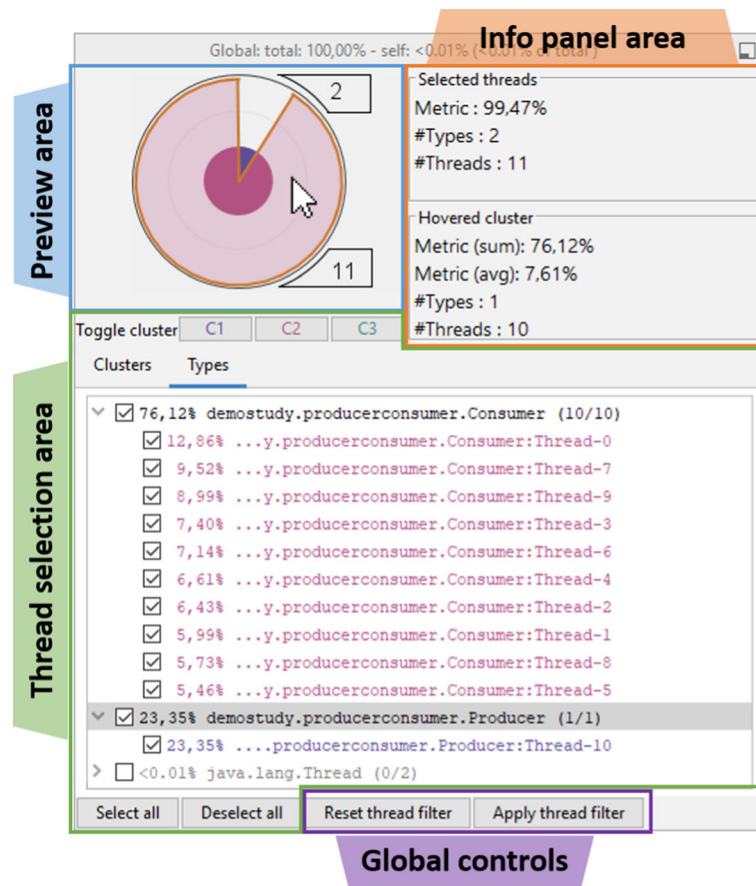 Info panel area
Global: total: 100,00% - self: <0.01% (<0.01% of total )
Preview area
2
11
Selected threads
Metric : 99,47%
#Types : 2
#Threads : 11
Hovered cluster
Metric (sum): 76,12%
Metric (avg): 7,61%
#Types : 1
#Threads : 10
Toggle cluster C1 C2 C3
Clusters Types
Thread selection area
76,12% demostudy.producerconsumer.Consumer (10/10)
12,86% ...y.producerconsumer.Consumer:Thread-0
9,52% ...y.producerconsumer.Consumer:Thread-7
8,99% ...y.producerconsumer.Consumer:Thread-9
7,40% ...y.producerconsumer.Consumer:Thread-3
7,14% ...y.producerconsumer.Consumer:Thread-6
6,61% ...y.producerconsumer.Consumer:Thread-4
6,43% ...y.producerconsumer.Consumer:Thread-2
5,99% ...y.producerconsumer.Consumer:Thread-1
5,73% ...y.producerconsumer.Consumer:Thread-8
5,46% ...y.producerconsumer.Consumer:Thread-5
23,35% demostudy.producerconsumer.Producer (1/1)
23,35% ....producerconsumer.Producer:Thread-10
<0.01% java.lang.Thread (0/2)
Select all Deselect all Reset thread filter Apply thread filter
Global controls